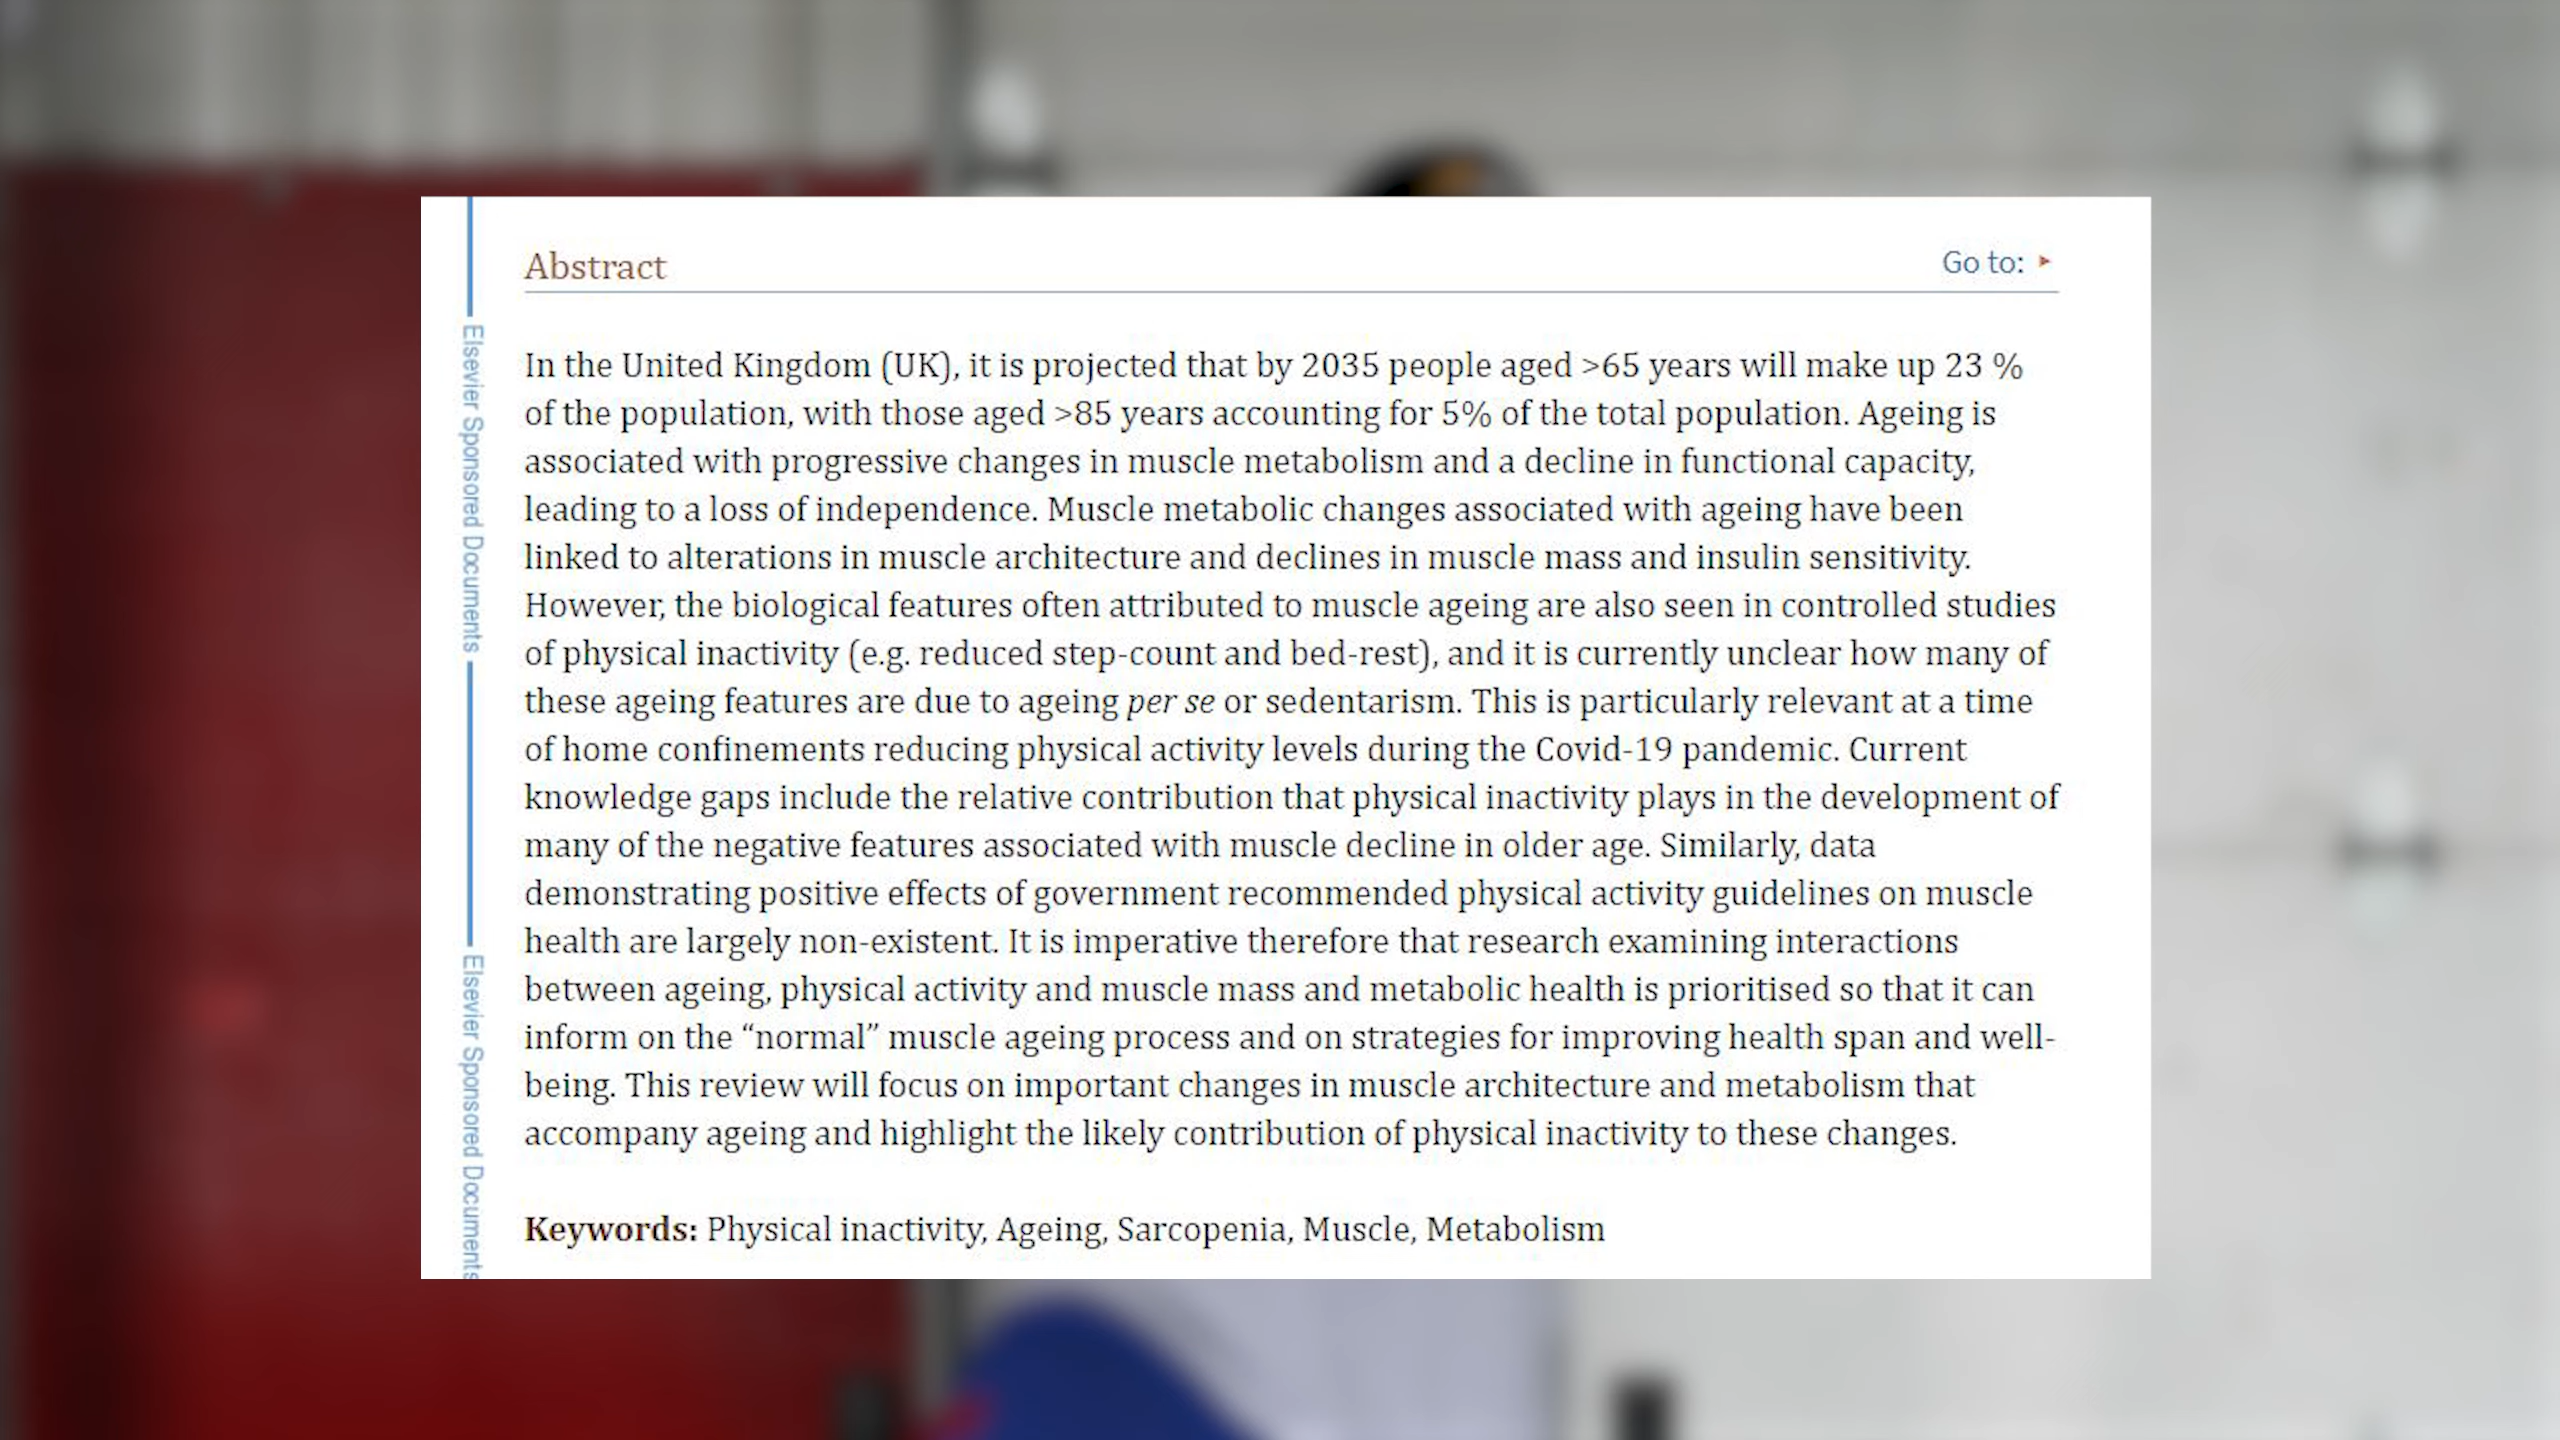 Abstract
Go to: ▸
In the United Kingdom (UK), it is projected that by 2035 people aged >65 years will make up 23 %
of the population, with those aged >85 years accounting for 5% of the total population. Ageing is
associated with progressive changes in muscle metabolism and a decline in functional capacity,
leading to a loss of independence. Muscle metabolic changes associated with ageing have been
linked to alterations in muscle architecture and declines in muscle mass and insulin sensitivity.
However, the biological features often attributed to muscle ageing are also seen in controlled studies
of physical inactivity (e.g. reduced step-count and bed-rest), and it is currently unclear how many of
these ageing features are due to ageing per se or sedentarism. This is particularly relevant at a time
of home confinements reducing physical activity levels during the Covid-19 pandemic. Current
knowledge gaps include the relative contribution that physical inactivity plays in the development of
many of the negative features associated with muscle decline in older age. Similarly, data
demonstrating positive effects of government recommended physical activity guidelines on muscle
health are largely non-existent. It is imperative therefore that research examining interactions
between ageing, physical activity and muscle mass and metabolic health is prioritised so that it can
inform on the “normal” muscle ageing process and on strategies for improving health span and well-
being. This review will focus on important changes in muscle architecture and metabolism that
accompany ageing and highlight the likely contribution of physical inactivity to these changes.
Keywords: Physical inactivity, Ageing, Sarcopenia, Muscle, Metabolism
Elsevier Sponsored Documents
Elsevier Sponsored Documents